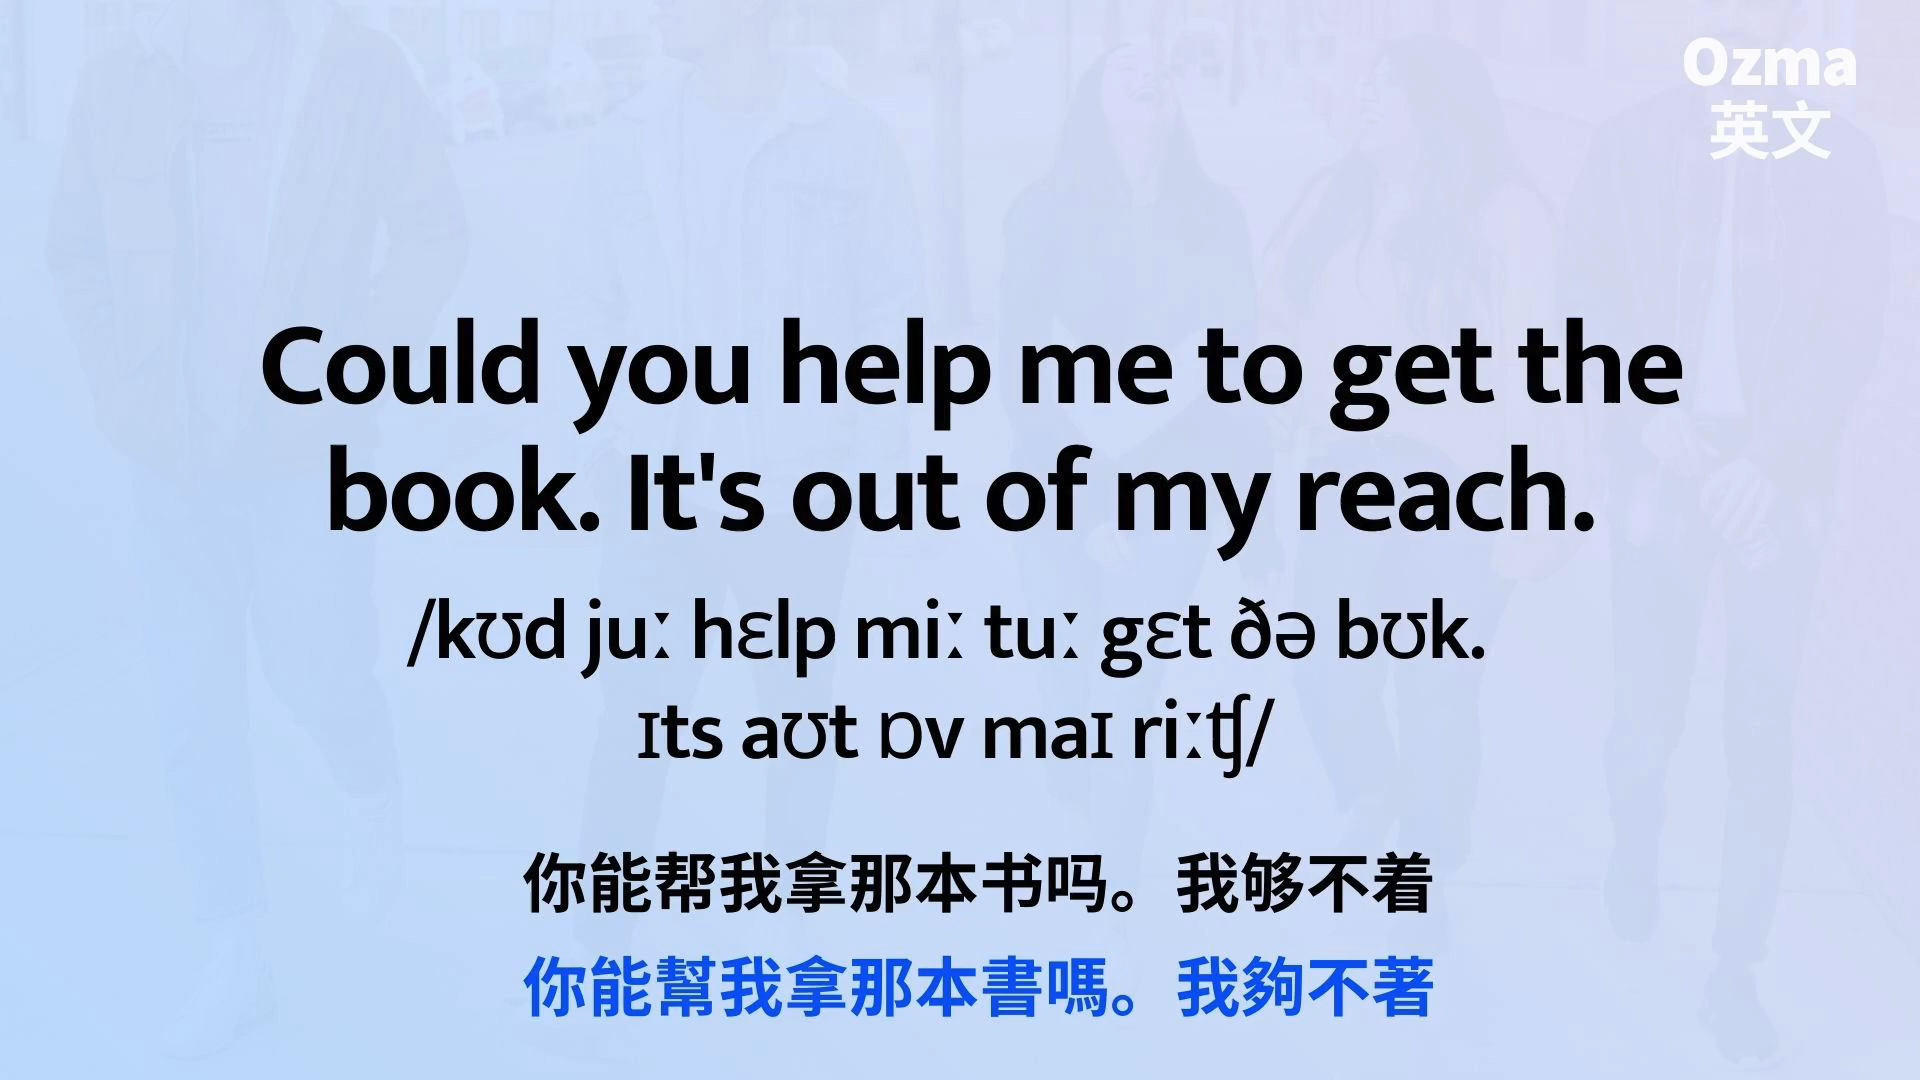 Ozma
英文
Could you help me to get the
book. It's out of my reach.
/kʊd juː hɛlp miː tuː gɛt ðə bʊk.
ɪts aʊt ɒv maɪ riːʧ/
你能帮我拿那本书吗。我够不着
你能幫我拿那本書嗎。我夠不著